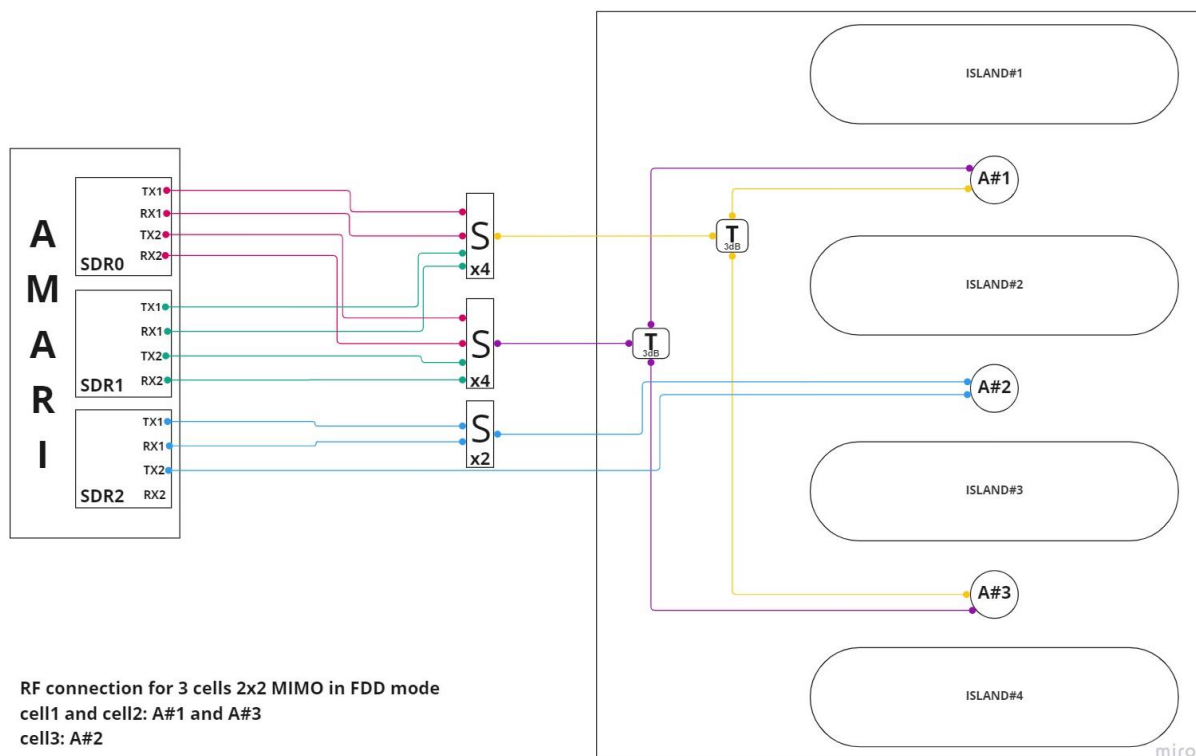 ISLAND#1
A#1
ISLAND#2
A#2
ISLAND#3
A#3
ISLAND#4
AMARI
TX1
RX1
TX2
RX2
SDR0
TX1
RX1
TX2
RX2
SDR1
TX1
RX1
TX2
RX2
SDR2
S
x4
S
x4
S
x2
T
3dB
T
3dB
RF connection for 3 cells 2x2 MIMO in FDD mode
cell1 and cell2: A#1 and A#3
cell3: A#2
miro